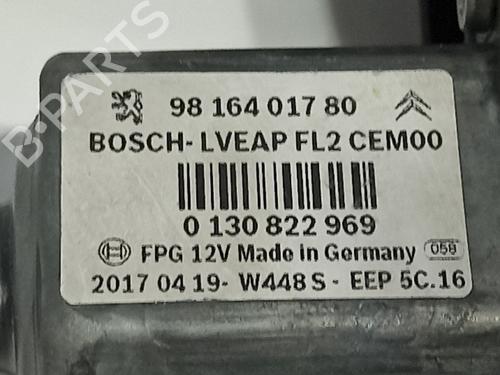 98 164 017 80
BOSCH- LVEAP FL2 CEM00
0 130 822 969
FPG 12V Made in Germany 058
2017 04 19- W448 S - EEP 5C.16
B-PARTS